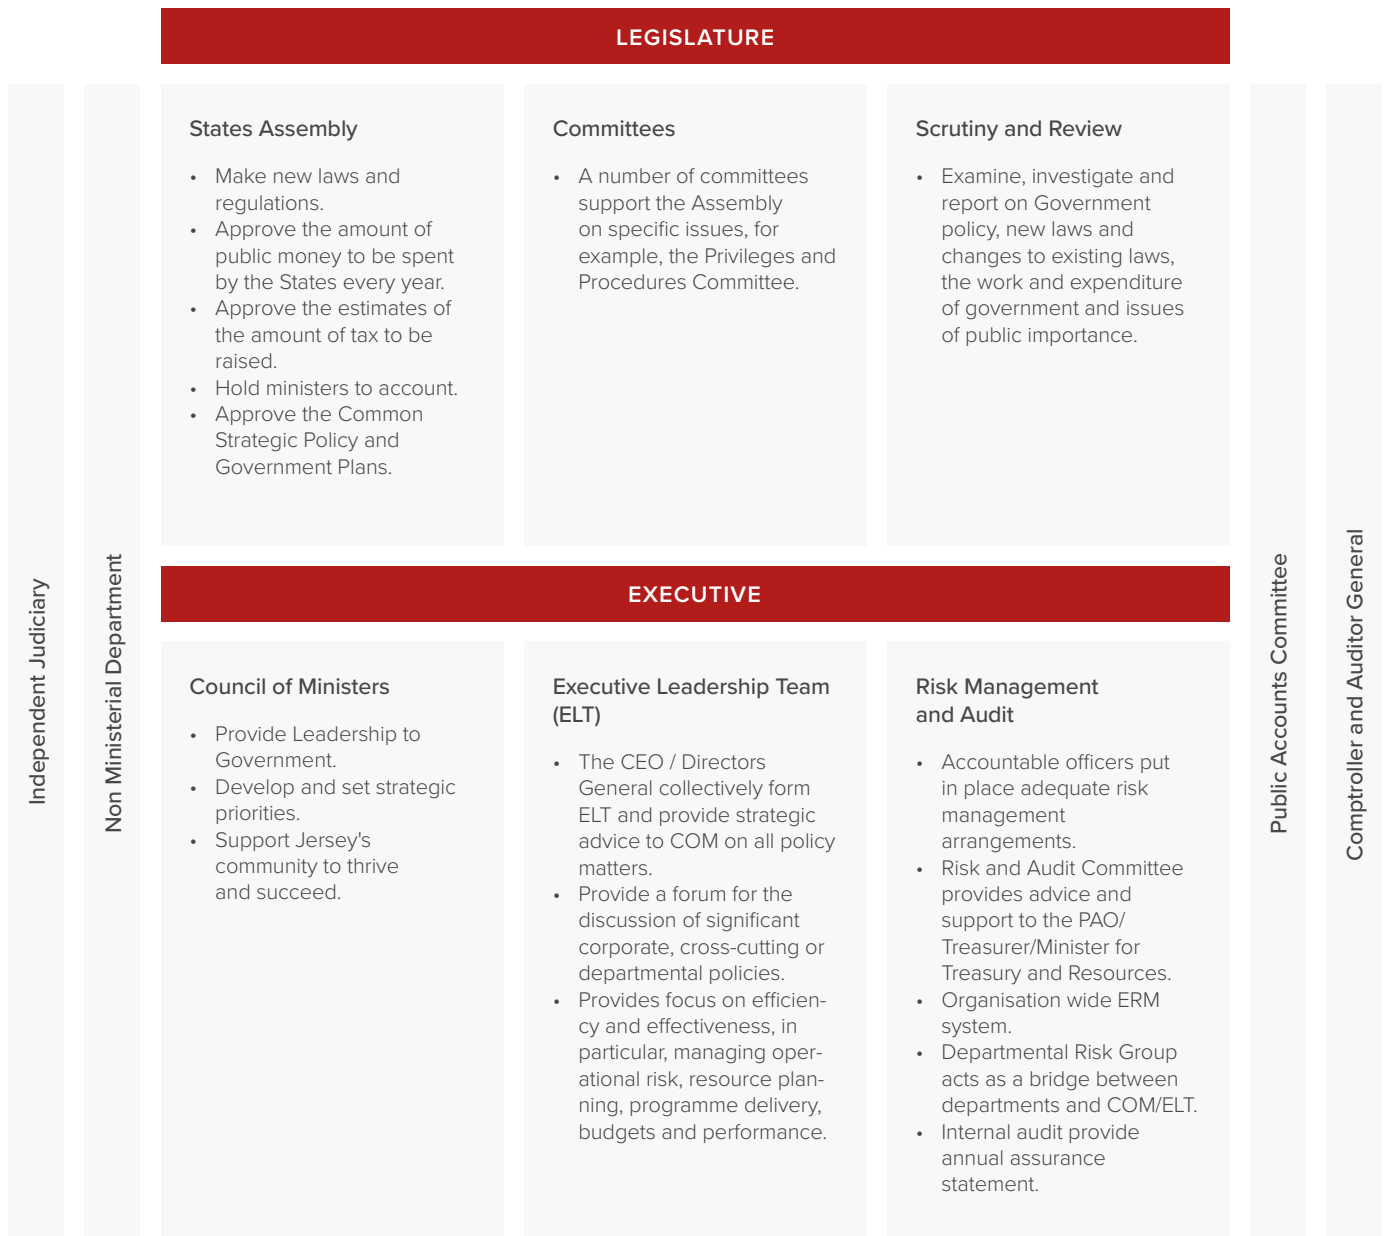 LEGISLATURE
Independent Judiciary
Non Ministerial Department
States Assembly
• Make new laws and
regulations.
• Approve the amount of
public money to be spent
by the States every year.
• Approve the estimates of
the amount of tax to be
raised.
• Hold ministers to account.
• Approve the Common
Strategic Policy and
Government Plans.
Committees
• A number of committees
support the Assembly
on specific issues, for
example, the Privileges and
Procedures Committee.
Scrutiny and Review
• Examine, investigate and
report on Government
policy, new laws and
changes to existing laws,
the work and expenditure
of government and issues
of public importance.
EXECUTIVE
Council of Ministers
• Provide Leadership to
Government.
• Develop and set strategic
priorities.
• Support Jersey's
community to thrive
and succeed.
Executive Leadership Team
(ELT)
• The CEO / Directors
General collectively form
ELT and provide strategic
advice to COM on all policy
matters.
• Provide a forum for the
discussion of significant
corporate, cross-cutting or
departmental policies.
• Provides focus on efficien-
cy and effectiveness, in
particular, managing oper-
ational risk, resource plan-
ning, programme delivery,
budgets and performance.
Risk Management
and Audit
• Accountable officers put
in place adequate risk
management
arrangements.
• Risk and Audit Committee
provides advice and
support to the PAO/
Treasurer/Minister for
Treasury and Resources.
• Organisation wide ERM
system.
• Departmental Risk Group
acts as a bridge between
departments and COM/ELT.
• Internal audit provide
annual assurance
statement.
Public Accounts Committee
Comptroller and Auditor General